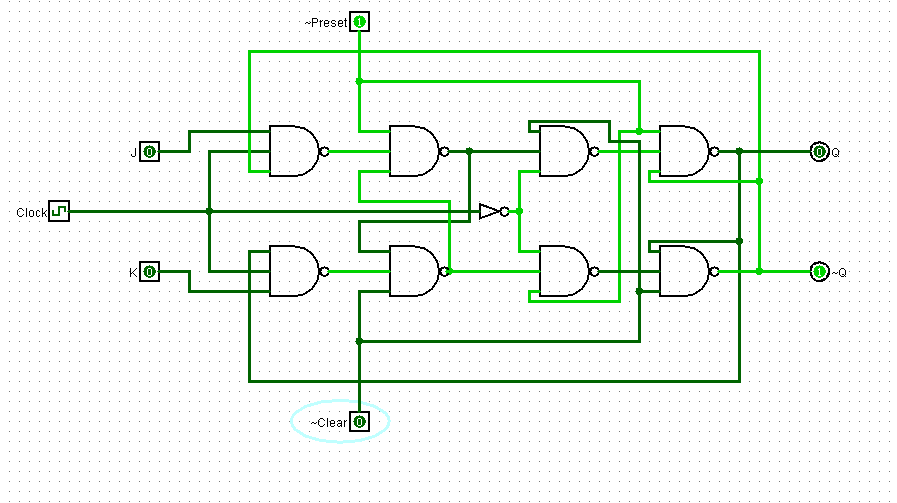 ~Preset 1
J 0
0 Q
Clock
K 0
1 ~Q
~Clear 0